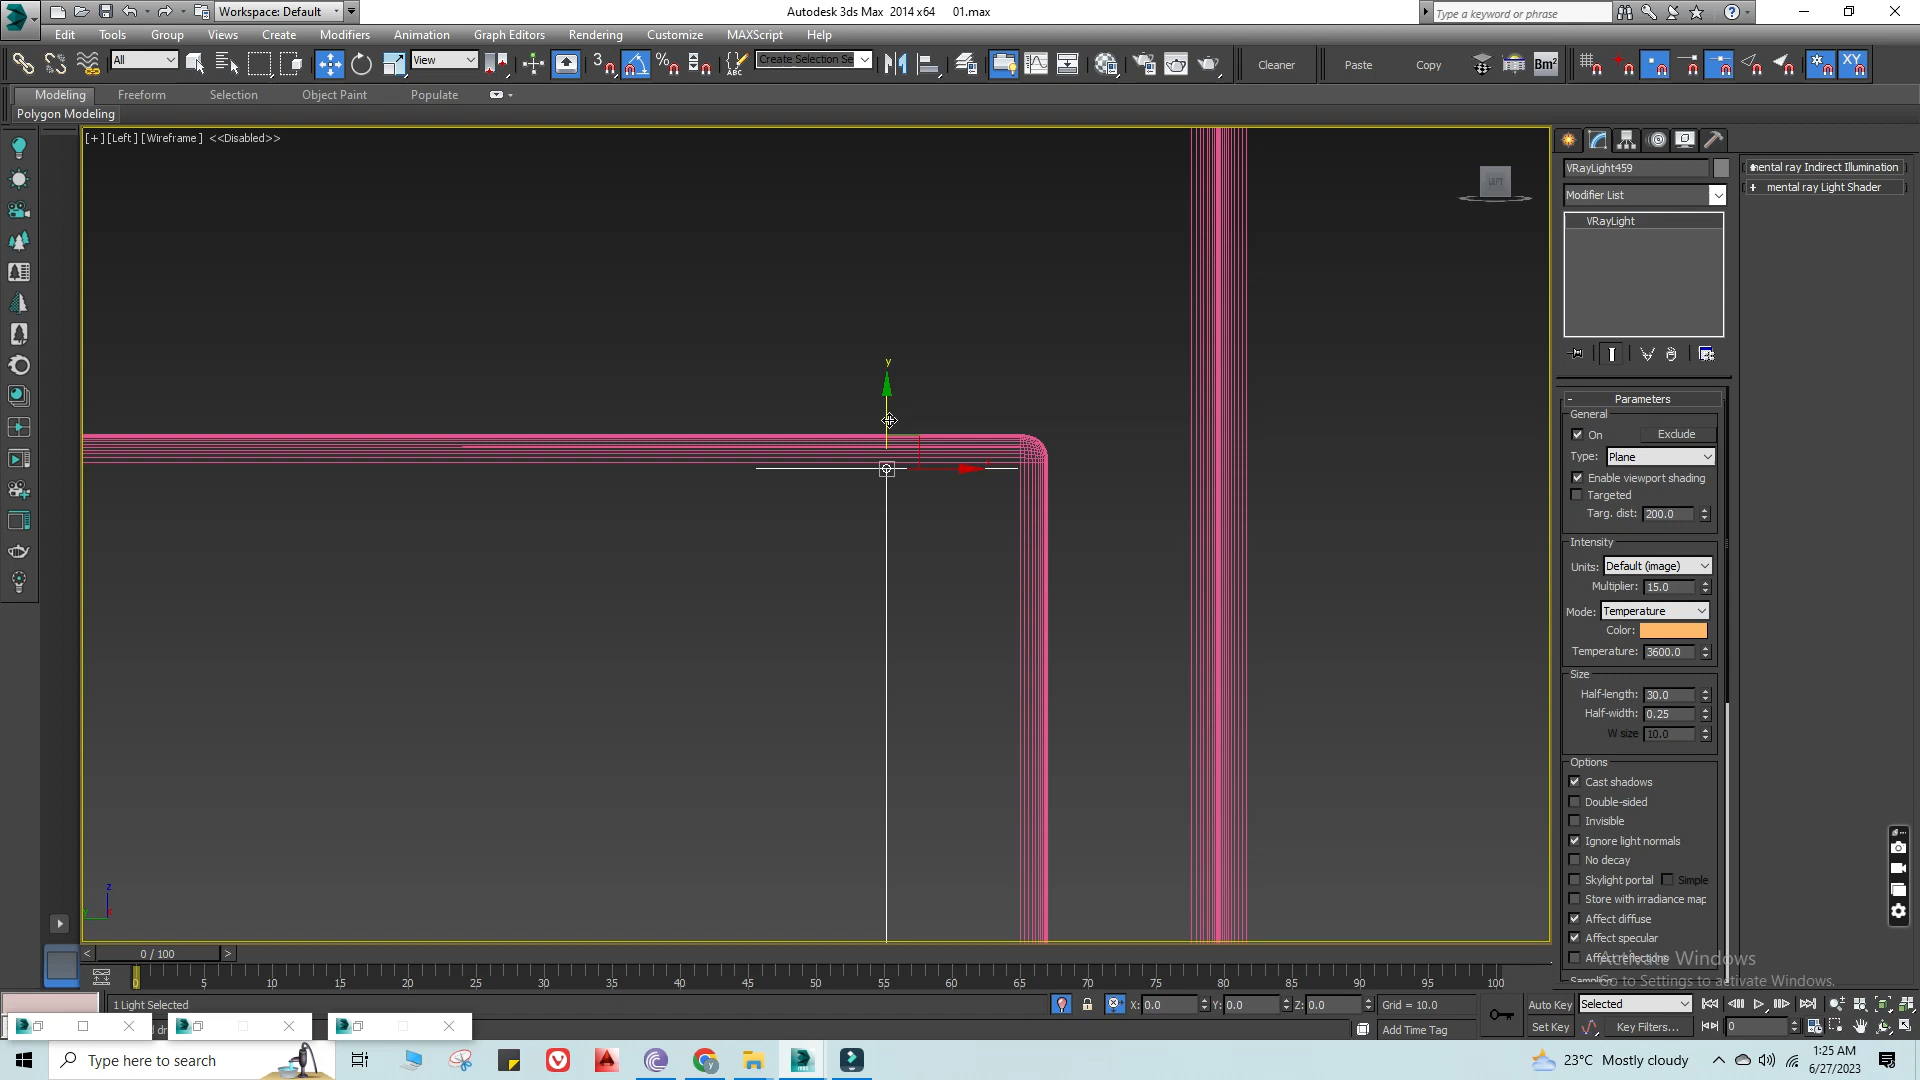 Workspace: Default
Autodesk 3ds Max 2014 x64 01.max
Type a keyword or phrase
Edit Tools Group Views Create Modifiers Animation Graph Editors Rendering Customize MAXScript Help
All View Create Selection Se Cleaner Paste Copy Bm²
Modeling Freeform Selection Object Paint Populate
Polygon Modeling
[+][Left][Wireframe] <<Disabled>>
LEFT
y
z
VRayLight459
Modifier List
VRayLight
mental ray Indirect Illumination
+ mental ray Light Shader
- Parameters
General
On Exclude
Type: Plane
Enable viewport shading
Targeted
Targ. dist: 200.0
Intensity
Units: Default (image)
Multiplier: 15.0
Mode: Temperature
Color:
Temperature: 3600.0
Size
Half-length: 30.0
Half-width: 0.25
W size 10.0
Options
Cast shadows
Double-sided
Invisible
Ignore light normals
No decay
Skylight portal Simple
Store with irradiance map
Affect diffuse
Affect specular
Affect reflections
Activate Windows
Go to Settings to activate Windows.
< 0 / 100 >
0 5 10 15 20 25 30 35 40 45 50 55 60 65 70 75 80 85 90 95 100
1 Light Selected X: 0.0 Y: 0.0 Z: 0.0 Grid = 10.0 Auto Key Selected
Add Time Tag Set Key Key Filters... 0
Type here to search
23°C Mostly cloudy
1:25 AM
6/27/2023